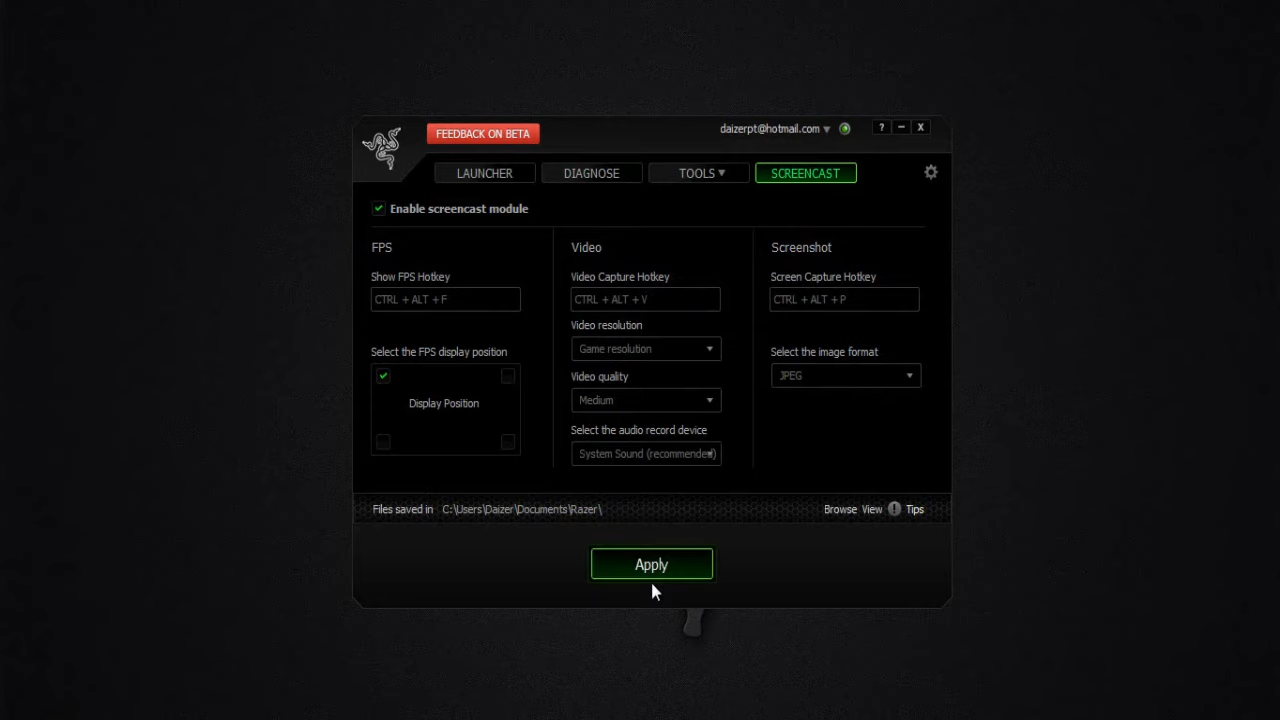 FEEDBACK ON BETA
daizerpt@hotmail.com
? – X
LAUNCHER DIAGNOSE TOOLS SCREENCAST
Enable screencast module
FPS
Show FPS Hotkey
CTRL + ALT + F
Select the FPS display position
Display Position
Video
Video Capture Hotkey
CTRL + ALT + V
Video resolution
Game resolution
Video quality
Medium
Select the audio record device
System Sound (recommended)
Screenshot
Screen Capture Hotkey
CTRL + ALT + P
Select the image format
JPEG
Files saved in C:\Users\Daizer\Documents\Razer\ Browse View ! Tips
Apply